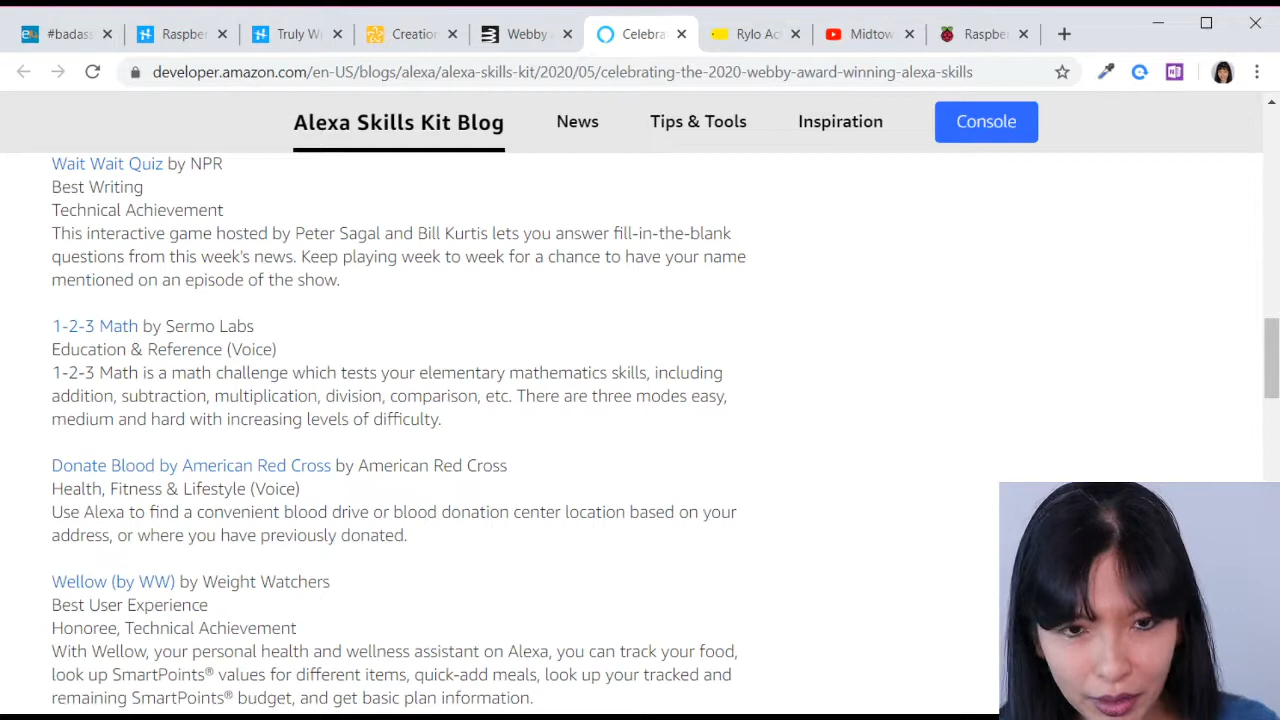 #badass
Raspber
Truly Wi
Creation
Webby
Celebra
Rylo Ac
Midtow
Raspbe
developer.amazon.com/en-US/blogs/alexa/alexa-skills-kit/2020/05/celebrating-the-2020-webby-award-winning-alexa-skills
Alexa Skills Kit Blog
News
Tips & Tools
Inspiration
Console
Wait Wait Quiz by NPR
Best Writing
Technical Achievement
This interactive game hosted by Peter Sagal and Bill Kurtis lets you answer fill-in-the-blank
questions from this week's news. Keep playing week to week for a chance to have your name
mentioned on an episode of the show.
1-2-3 Math by Sermo Labs
Education & Reference (Voice)
1-2-3 Math is a math challenge which tests your elementary mathematics skills, including
addition, subtraction, multiplication, division, comparison, etc. There are three modes easy,
medium and hard with increasing levels of difficulty.
Donate Blood by American Red Cross by American Red Cross
Health, Fitness & Lifestyle (Voice)
Use Alexa to find a convenient blood drive or blood donation center location based on your
address, or where you have previously donated.
Wellow (by WW) by Weight Watchers
Best User Experience
Honoree, Technical Achievement
With Wellow, your personal health and wellness assistant on Alexa, you can track your food,
look up SmartPoints® values for different items, quick-add meals, look up your tracked and
remaining SmartPoints® budget, and get basic plan information.